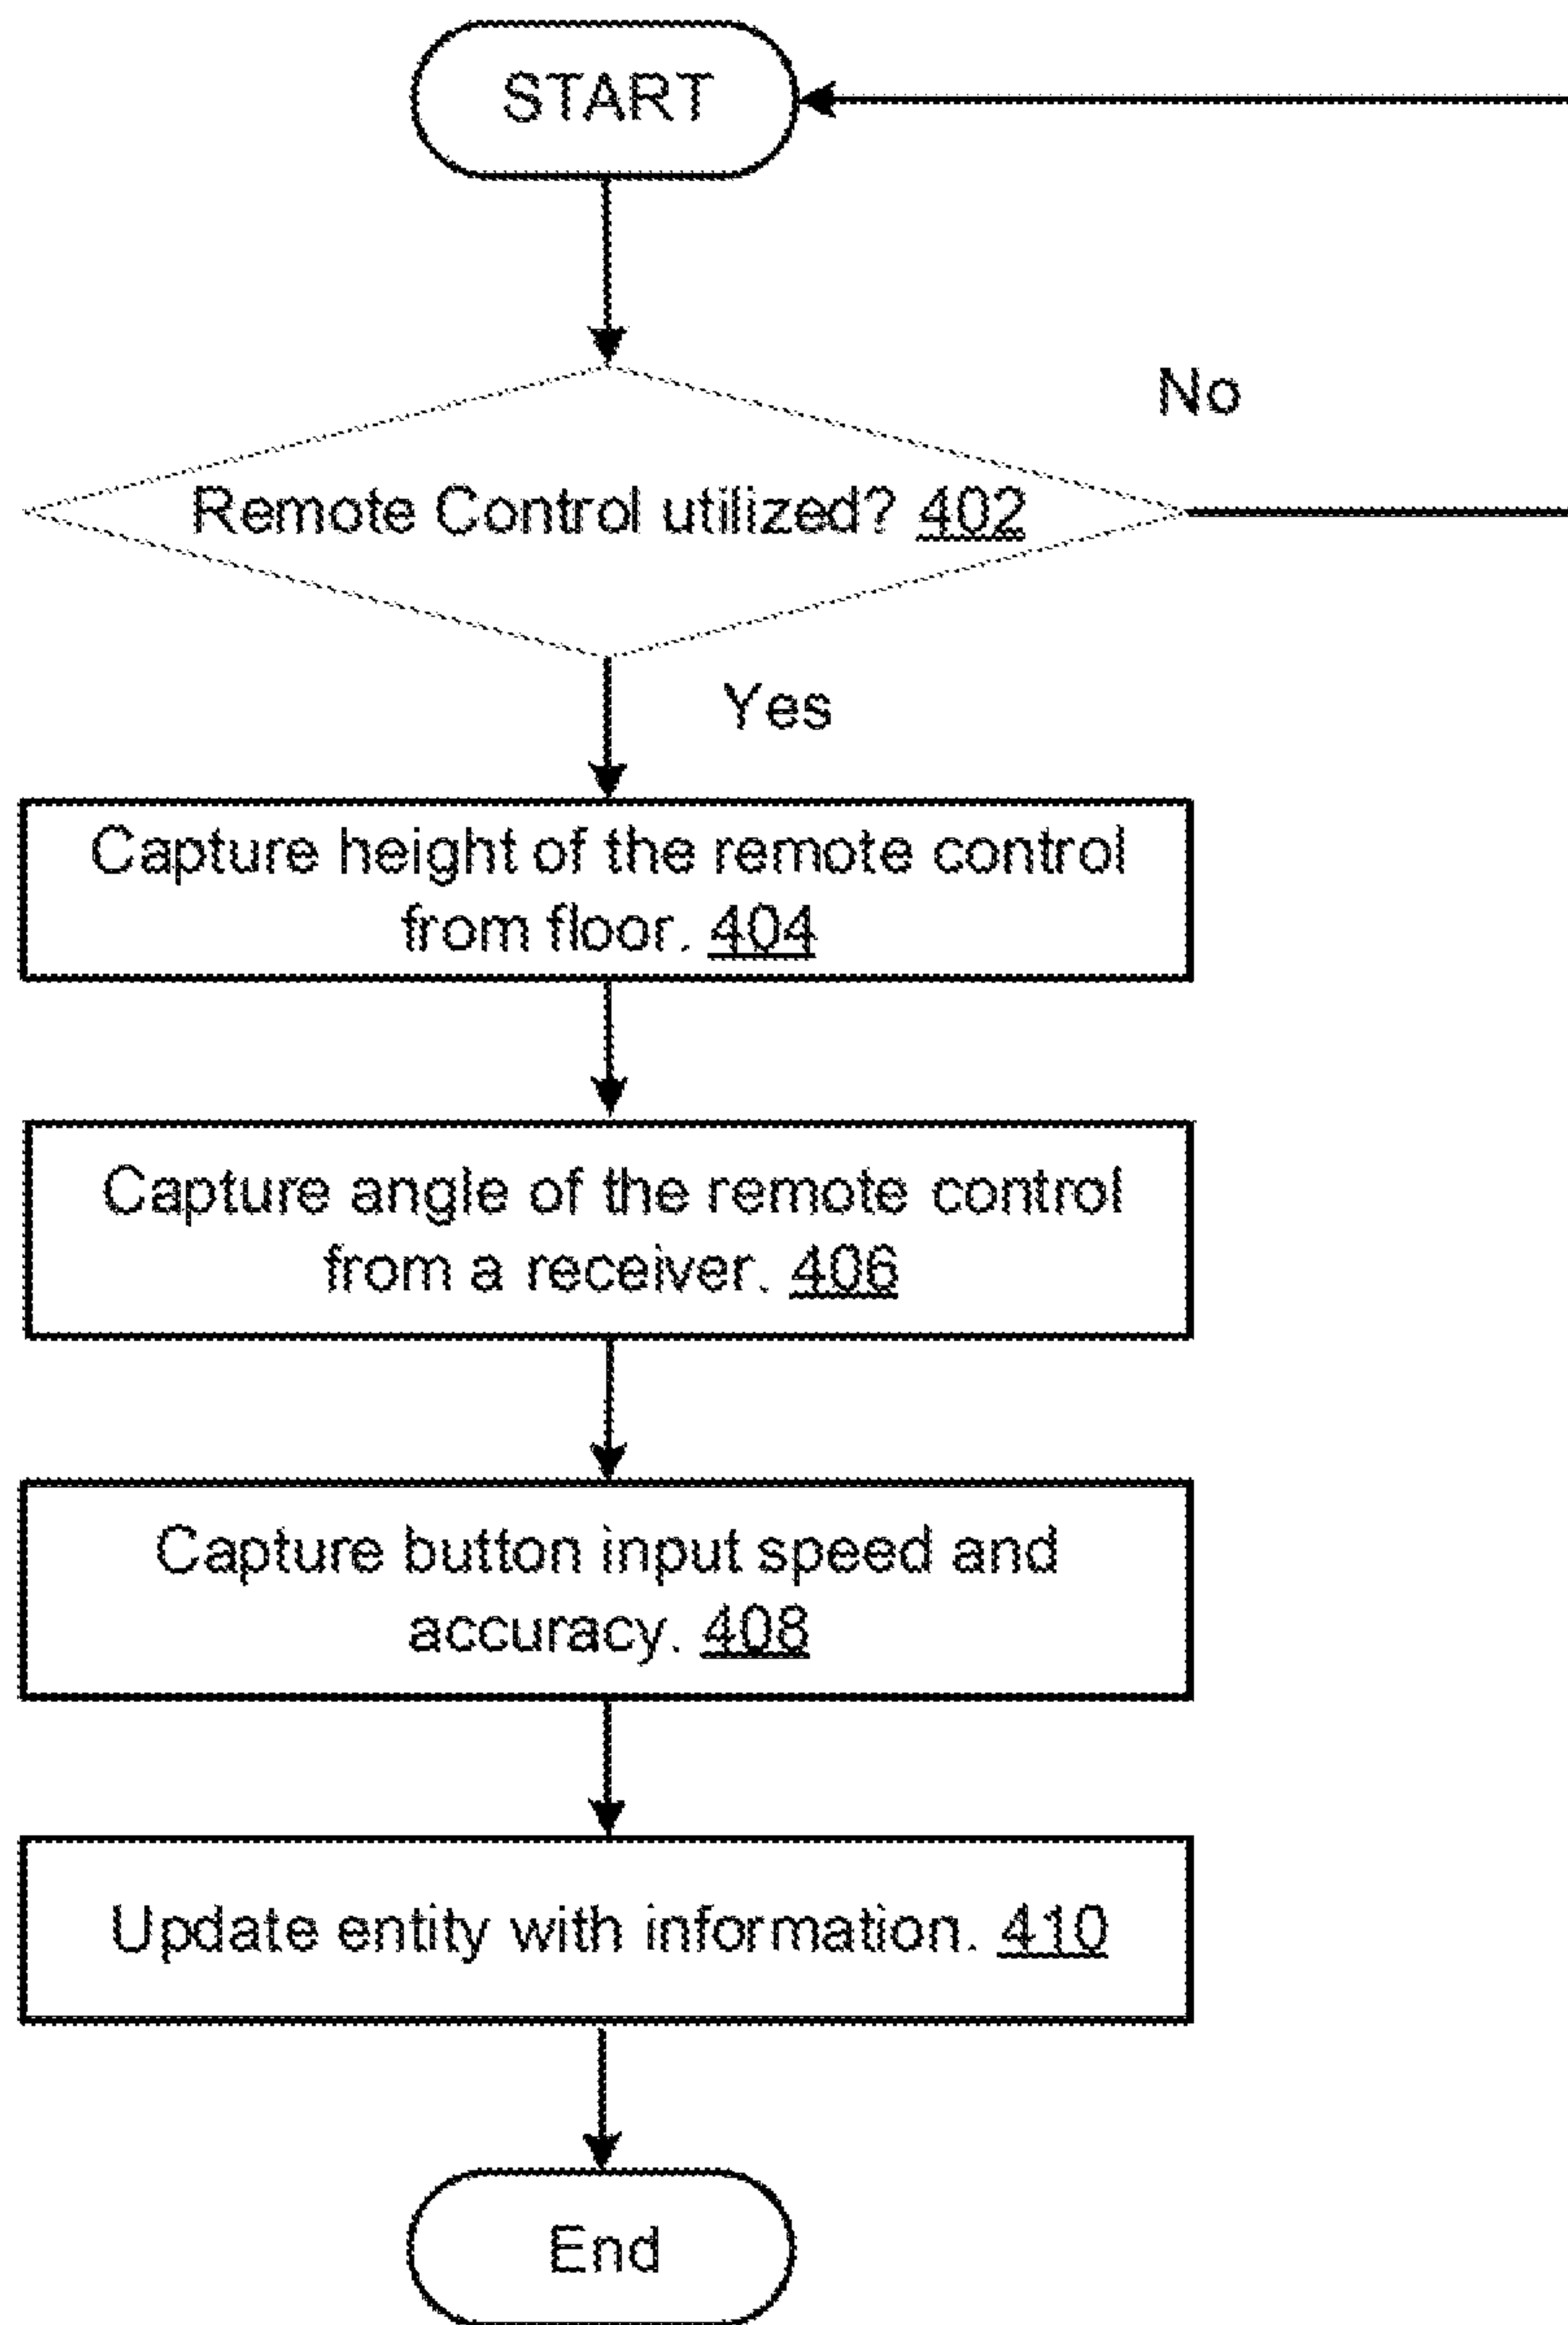 START
No
Remote Control utilized? 402
Yes
Capture height of the remote control
from floor. 404
Capture angle of the remote control
from a receiver. 406
Capture button input speed and
accuracy. 408
Update entity with information. 410
End